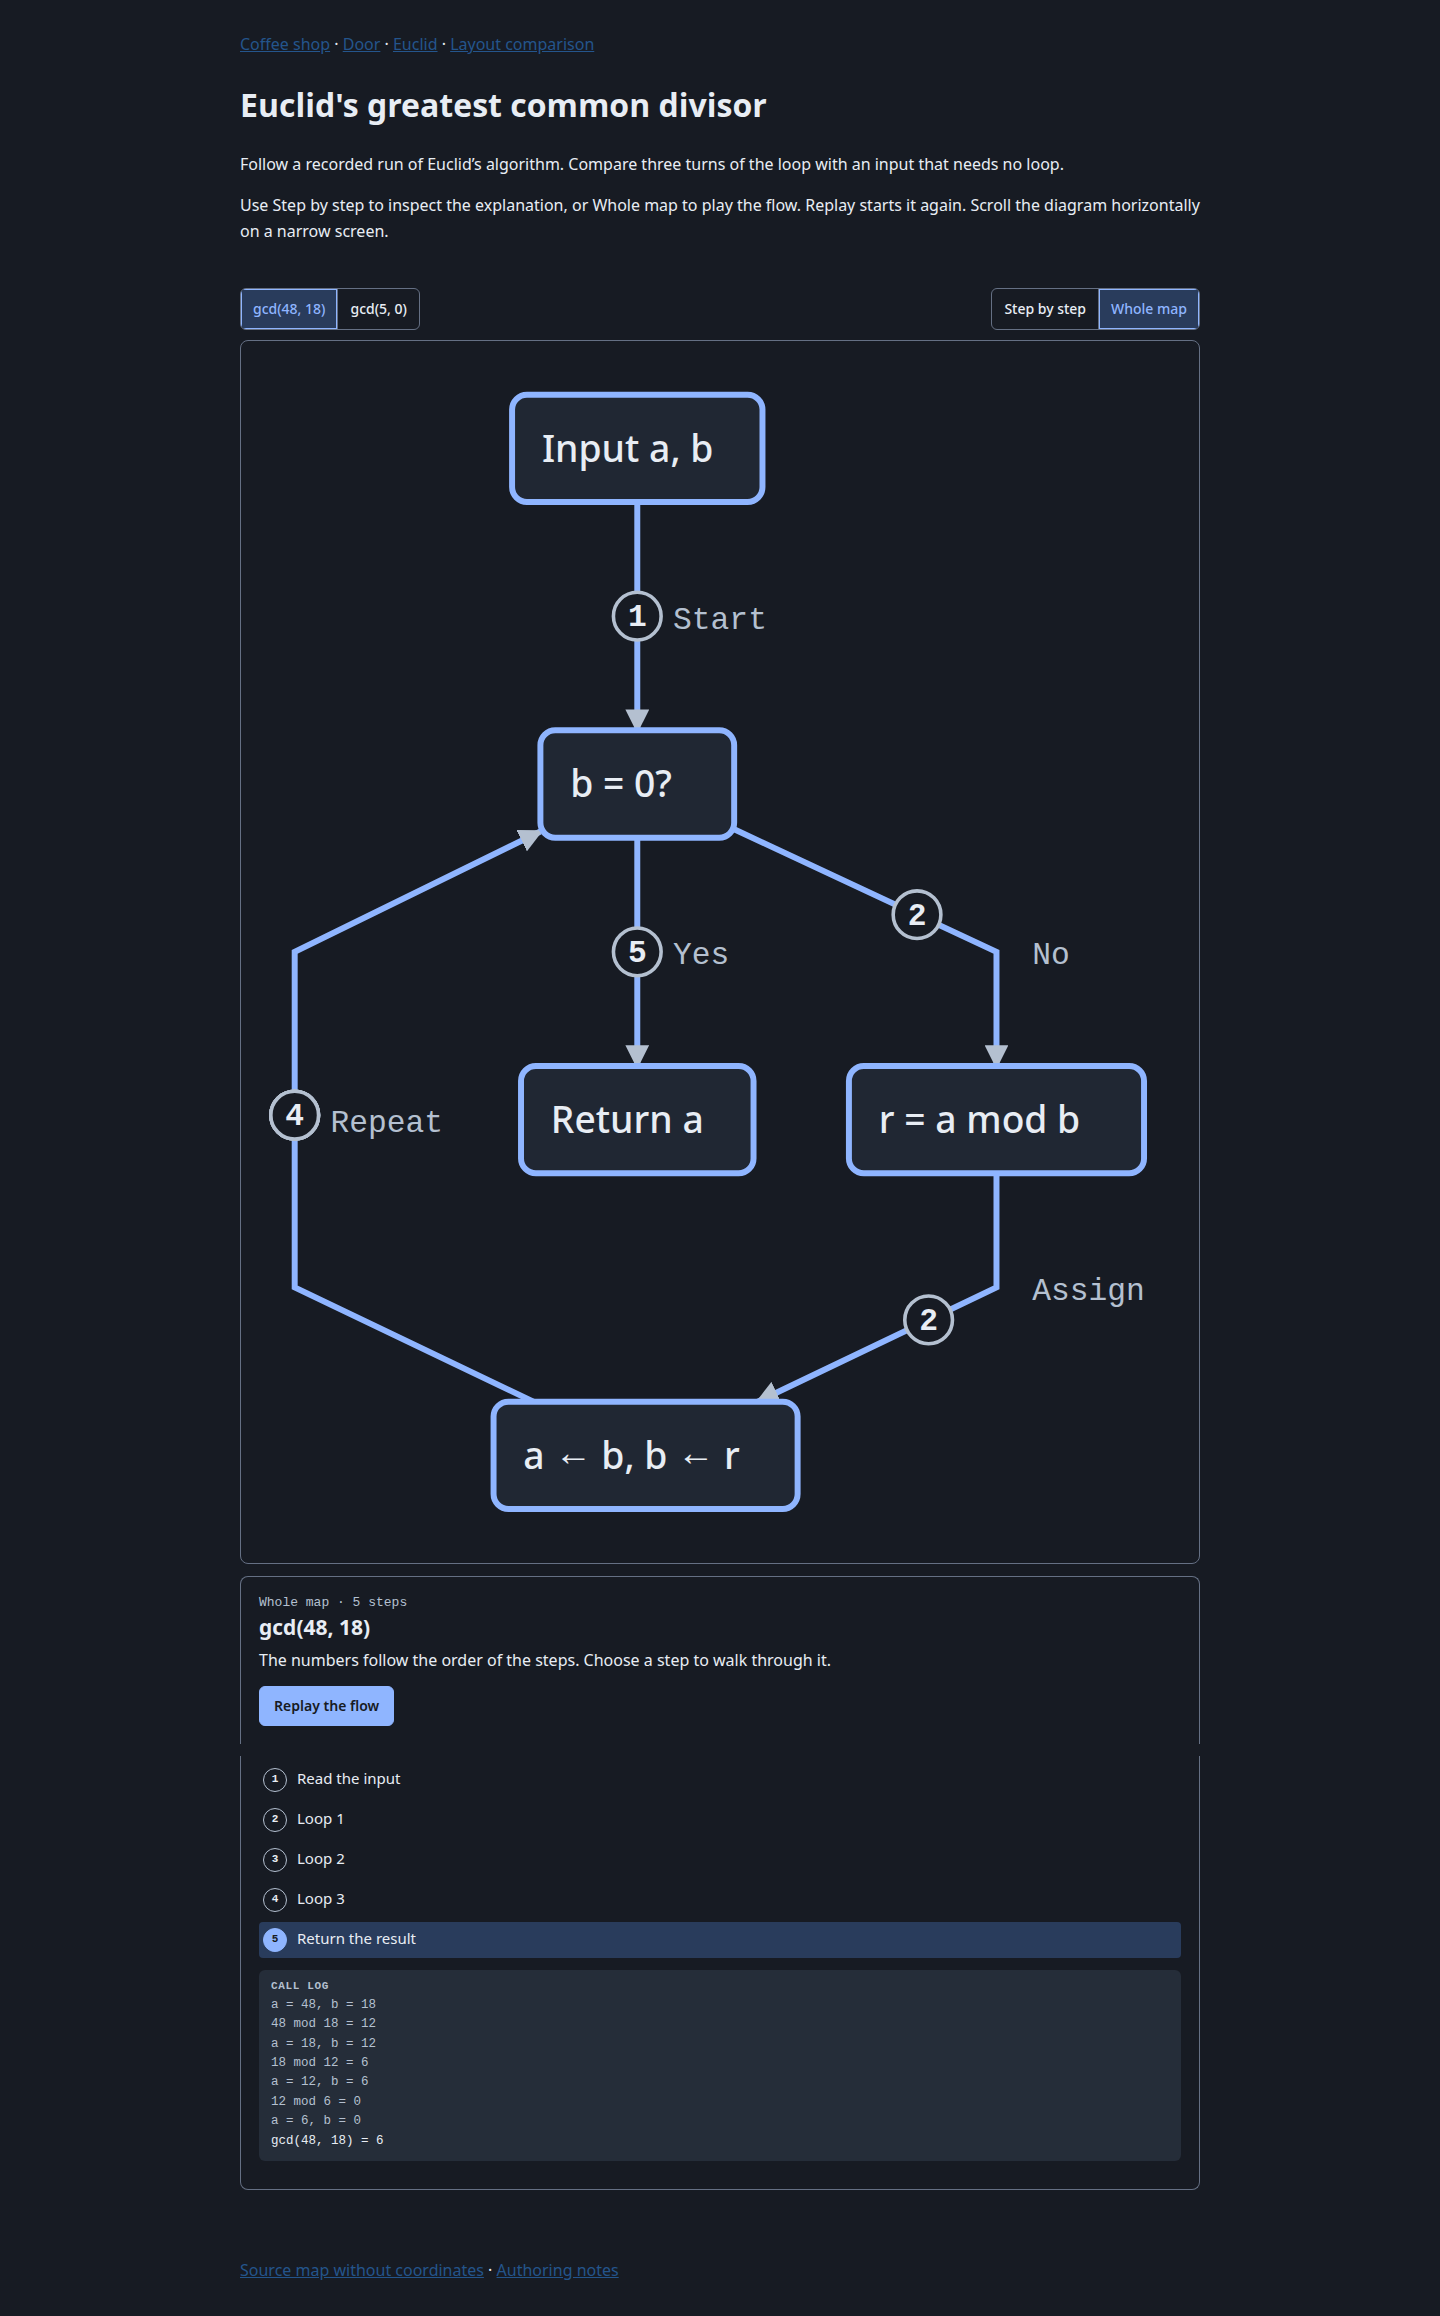 Coffee shop · Door · Euclid · Layout comparison
Euclid's greatest common divisor
Follow a recorded run of Euclid’s algorithm. Compare three turns of the loop with an input that needs no loop.
Use Step by step to inspect the explanation, or Whole map to play the flow. Replay starts it again. Scroll the diagram horizontally
on a narrow screen.
gcd(48, 18) gcd(5, 0) Step by step Whole map
Input a, b
1 Start
b = 0?
2
5 Yes
No
Return a
r = a mod b
4 Repeat
Assign
2
a ← b, b ← r
Whole map · 5 steps
gcd(48, 18)
The numbers follow the order of the steps. Choose a step to walk through it.
Replay the flow
1 Read the input
2 Loop 1
3 Loop 2
4 Loop 3
5 Return the result
CALL LOG
a = 48, b = 18
48 mod 18 = 12
a = 18, b = 12
18 mod 12 = 6
a = 12, b = 6
12 mod 6 = 0
a = 6, b = 0
gcd(48, 18) = 6
Source map without coordinates · Authoring notes